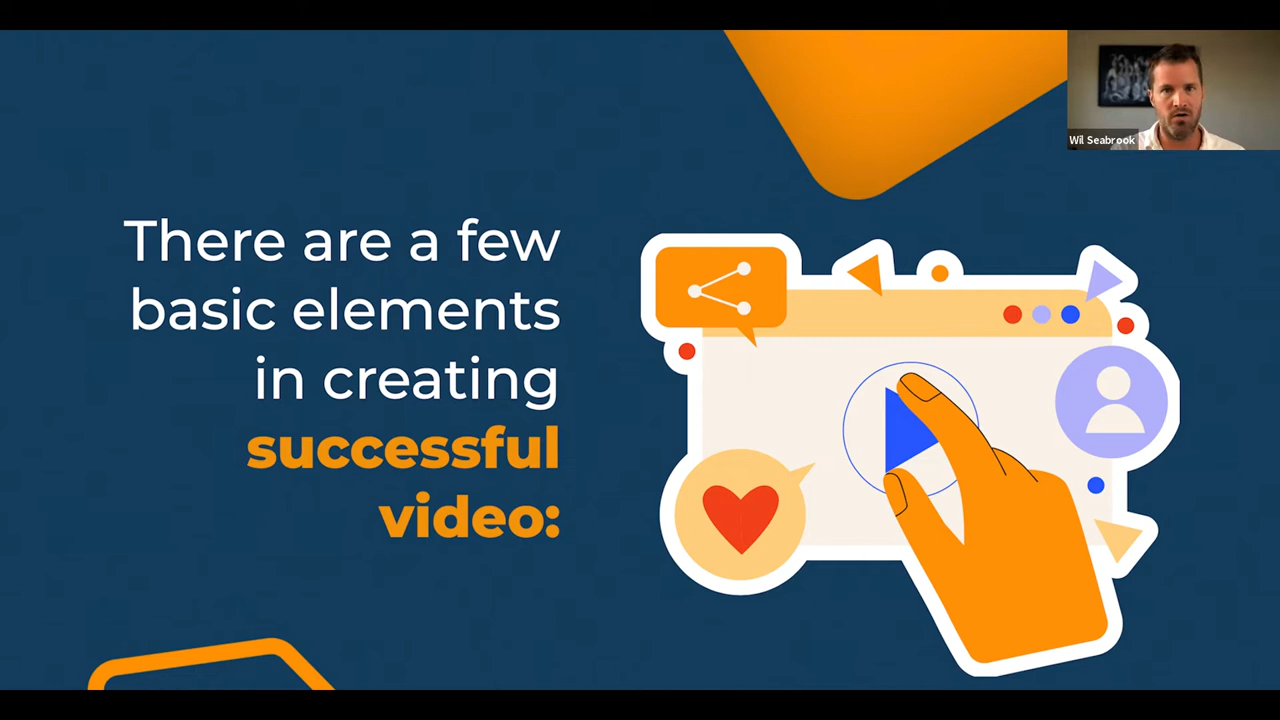 Wil Seabrook
There are a few
basic elements
in creating
successful
video: